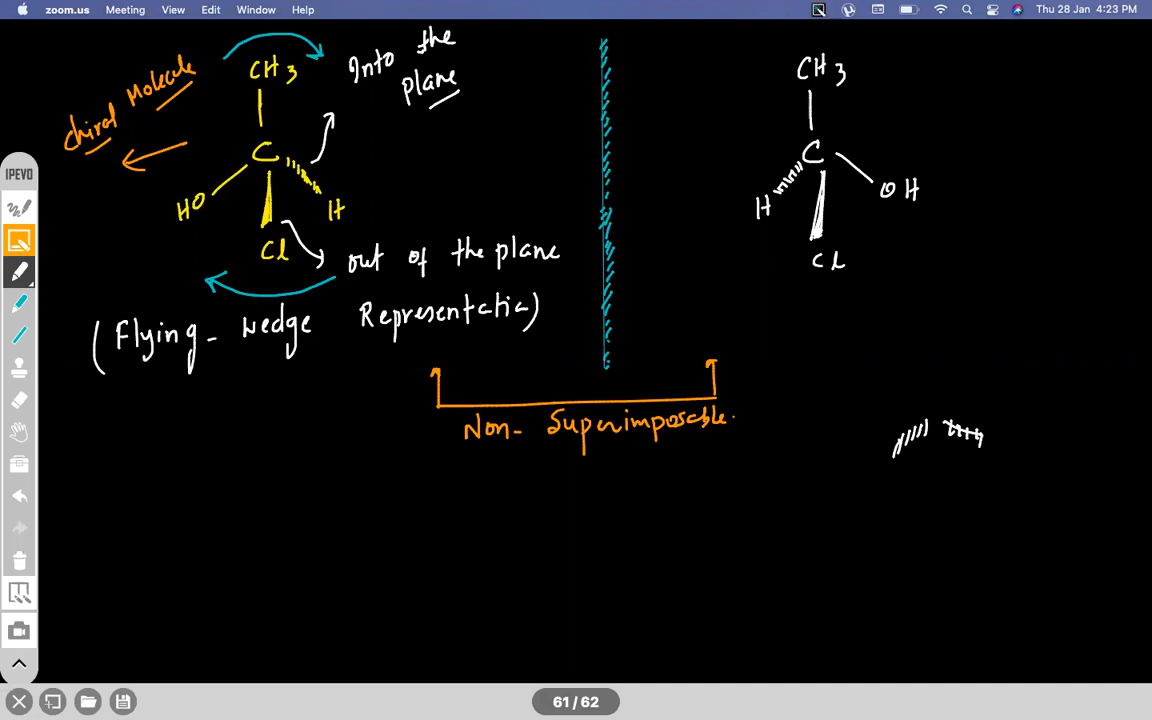 zoom.us Meeting View Edit Window Help Thu 28 Jan 4:23 PM
IPEVO
Chiral Molecule
CH3
C
HO
H
Cl
Into the
plane
out of the plane
(Flying- Wedge Representatic)
CH3
C
H
OH
CL
Non- Superimposable.
61/62